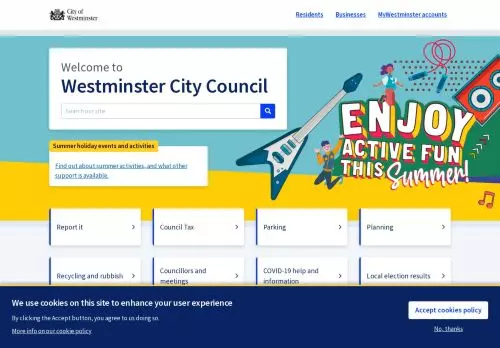 City of
Westminster
Residents
Businesses
MyWestminster accounts
Welcome to
Westminster City Council
Search our site
Summer holiday events and activities
Find out about summer activities, and what other
support is available.
ENJOY
ACTIVE FUN
THIS Summer!
Report it
Council Tax
Parking
Planning
Recycling and rubbish
Councillors and
meetings
COVID-19 help and
information
Local election results
We use cookies on this site to enhance your user experience
By clicking the Accept button, you agree to us doing so.
More info on our cookie policy
Accept cookies policy
No, thanks